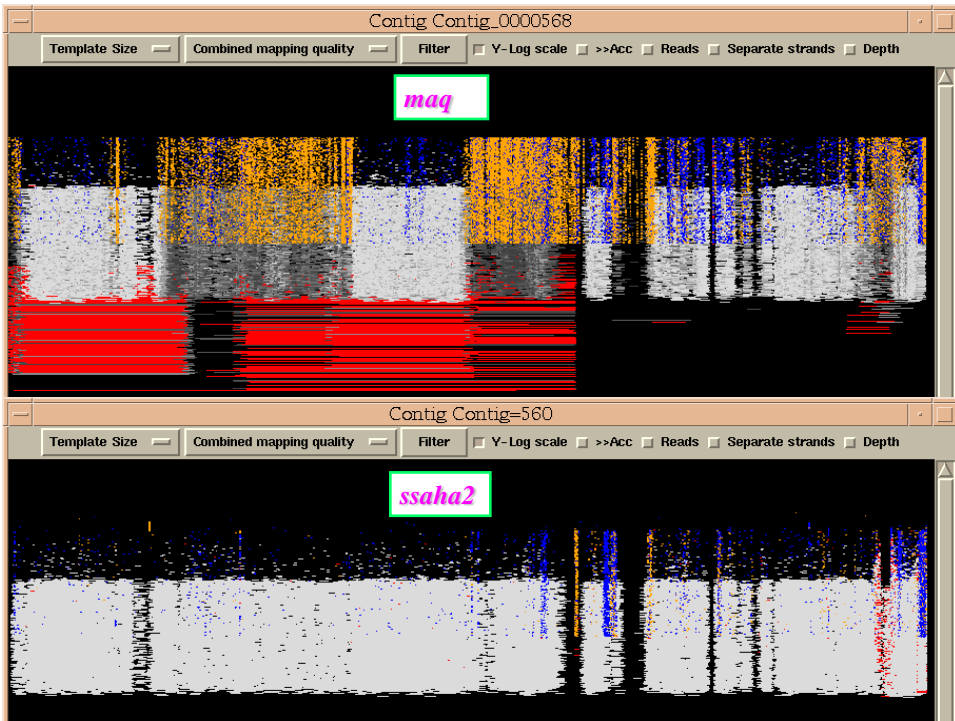 Contig Contig_0000568
Template Size Combined mapping quality Filter Y-Log scale >>Acc Reads Separate strands Depth
maq
Contig Contig=560
Template Size Combined mapping quality Filter Y-Log scale >>Acc Reads Separate strands Depth
ssaha2